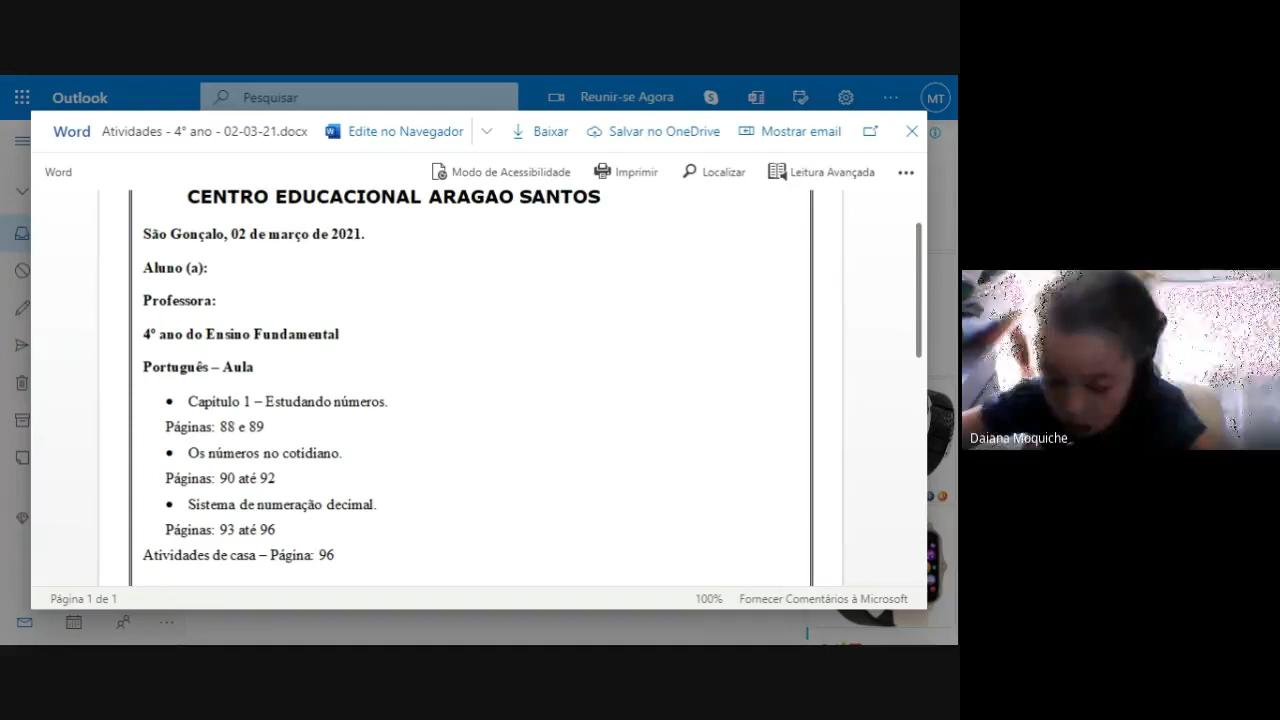 Outlook
Pesquisar
Reunir-se Agora
MT
Word
Atividades - 4° ano - 02-03-21.docx
Edite no Navegador
Baixar
Salvar no OneDrive
Mostrar email
Word
Modo de Acessibilidade
Imprimir
Localizar
Leitura Avançada
CENTRO EDUCACIONAL ARAGAO SANTOS
São Gonçalo, 02 de março de 2021.
Aluno (a):
Professora:
4º ano do Ensino Fundamental
Português – Aula
• Capítulo 1 – Estudando números.
Páginas: 88 e 89
• Os números no cotidiano.
Páginas: 90 até 92
• Sistema de numeração decimal.
Páginas: 93 até 96
Atividades de casa – Página: 96
Página 1 de 1
100%
Fornecer Comentários à Microsoft
Daiana Moquiche